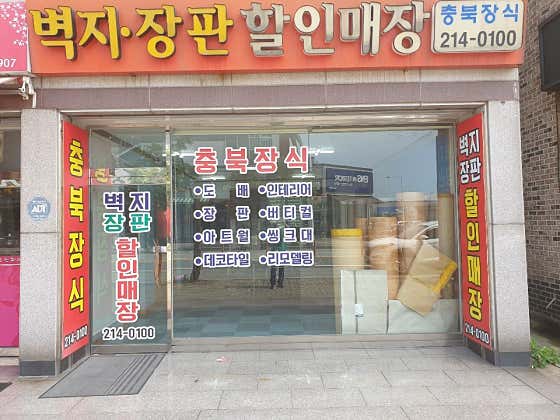 벽지·장판 할인매장
충북장식
214-0100
907
충북장식
214-0100
ADT
벽지
장판
할인매장
214-0100
충북장식
•도배 •인테리어
•장판 •버티컬
•아트월 •씽크대
•데코타일 •리모델링
벽지
장판
할인매장
214-0100